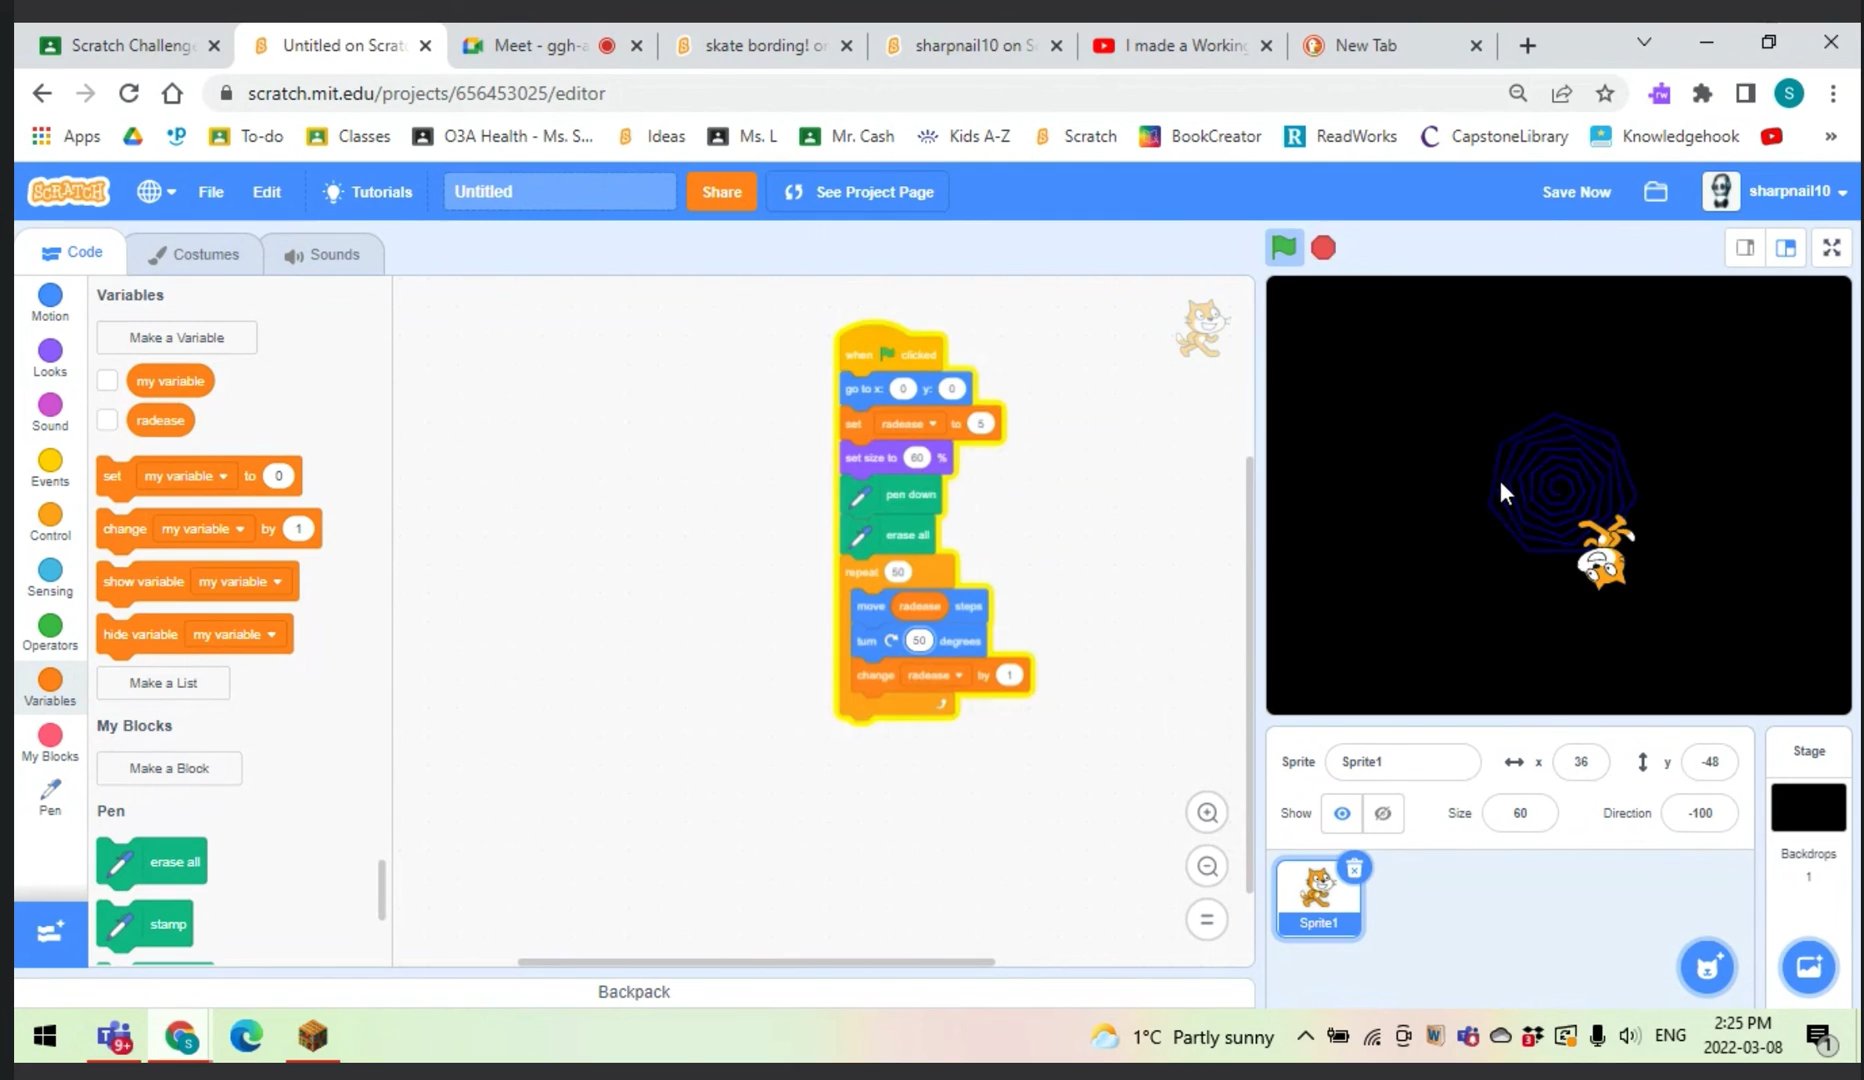 Scratch Challeng
Untitled on Scrat
Meet - ggh-a
skate bording! or
sharpnail10 on S
I made a Working
New Tab
scratch.mit.edu/projects/656453025/editor
rw
S
Apps
To-do
Classes
O3A Health - Ms. S...
Ideas
Ms. L
Mr. Cash
Kids A-Z
Scratch
BookCreator
R
ReadWorks
CapstoneLibrary
Knowledgehook
»
SCRATCH
File
Edit
Tutorials
Untitled
Share
See Project Page
Save Now
sharpnail10
Code
Costumes
Sounds
Motion
Looks
Sound
Events
Control
Sensing
Operators
Variables
My Blocks
Pen
Variables
Make a Variable
my variable
radease
set my variable to 0
change my variable by 1
show variable my variable
hide variable my variable
Make a List
My Blocks
Make a Block
Pen
erase all
stamp
when clicked
go to x: 0 y: 0
set radease to 5
set size to 60 %
pen down
erase all
repeat 50
move radease steps
turn 50 degrees
change radease by 1
Sprite Sprite1 x 36 y -48
Show Size 60 Direction -100
Sprite1
Stage
Backdrops
1
Backpack
9+
S
1°C Partly sunny
W
3
ENG
2:25 PM
2022-03-08
1